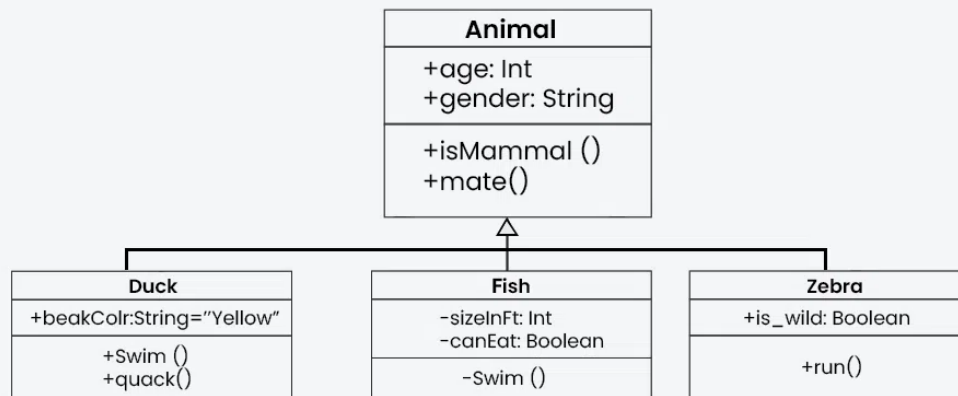 Animal
+age: Int
+gender: String
+isMammal ()
+mate()
Duck
+beakColr:String=”Yellow”
+Swim ()
+quack()
Fish
-sizeInFt: Int
-canEat: Boolean
-Swim ()
Zebra
+is_wild: Boolean
+run()